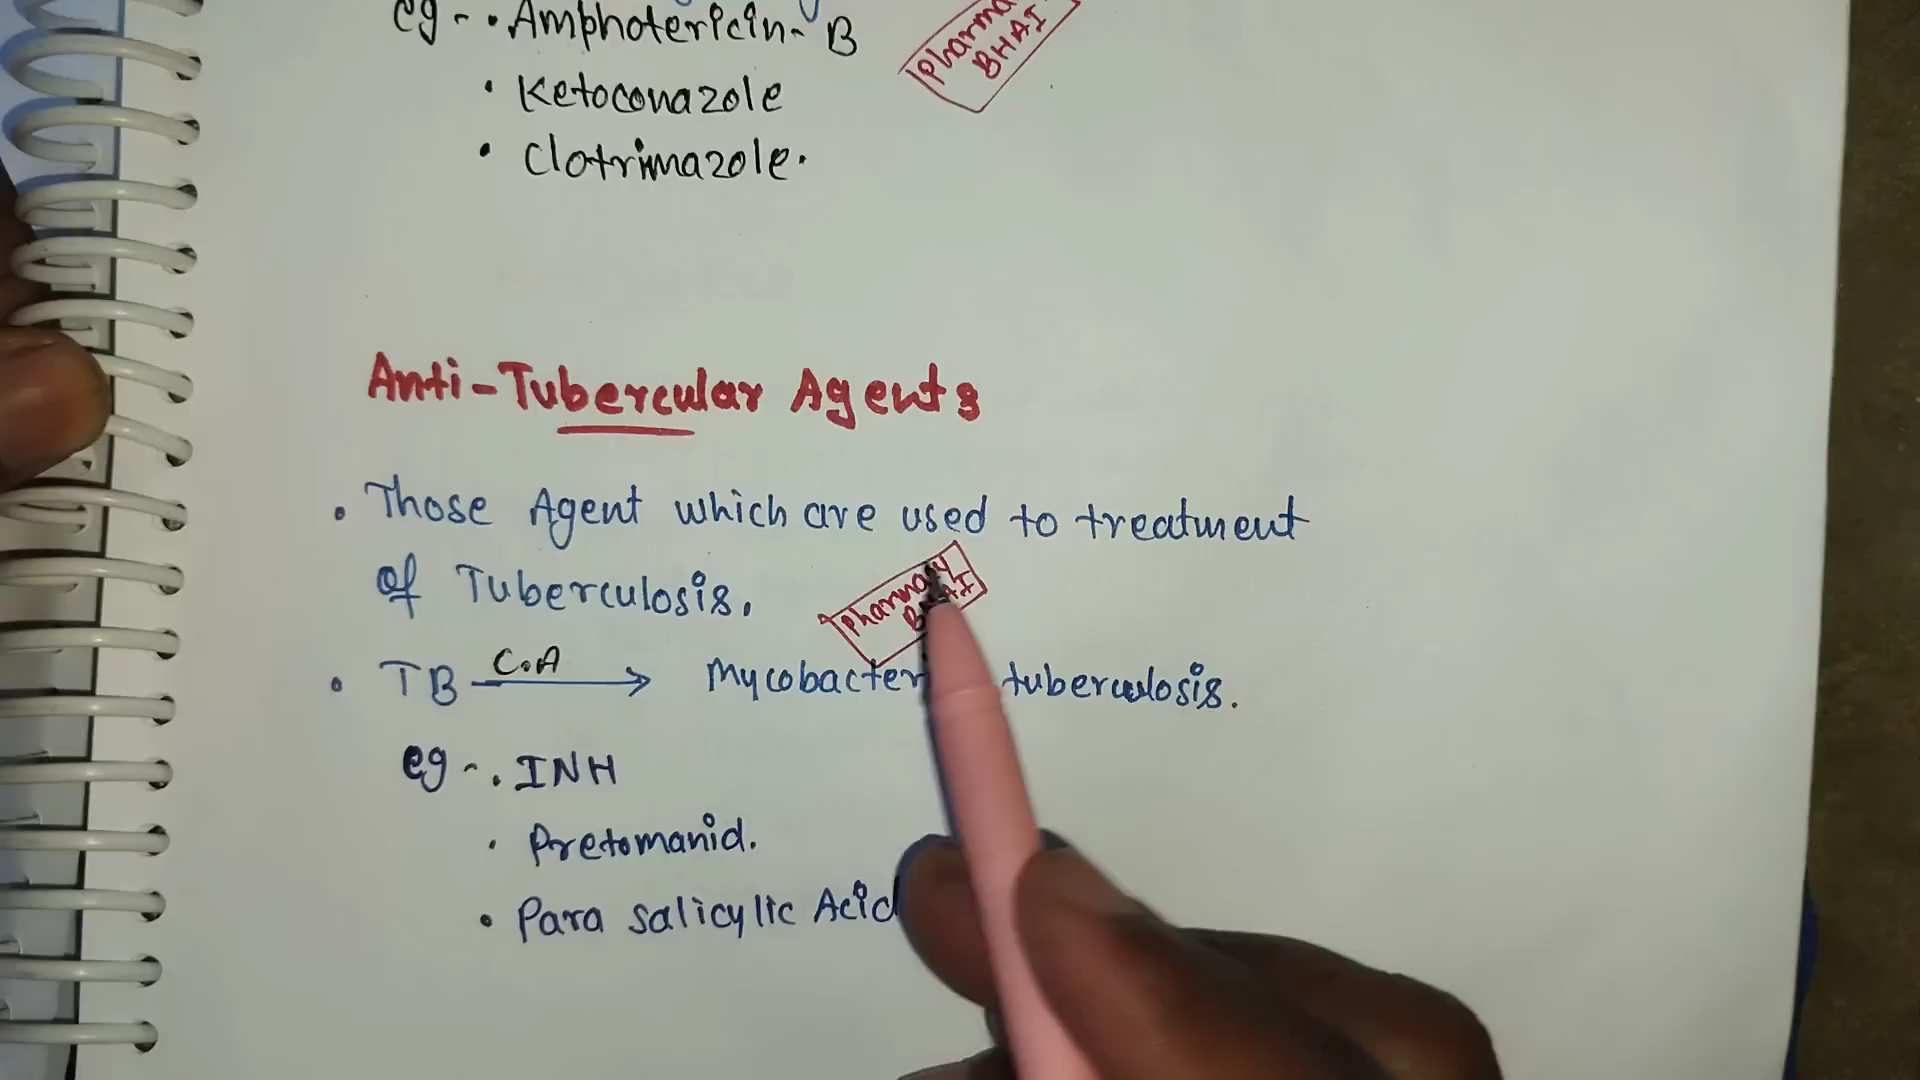 eg -. Amphotericin-B
Pharma
BHAI
• Ketoconazole
• Clotrimazole.
Anti-Tubercular Agents
• Those Agent which are used to treatment
of Tuberculosis.
Pharmacy
• TB C.A → Mycobacter tuberculosis.
eg -. INH
• Pretomanid.
• Para Salicylic Acid